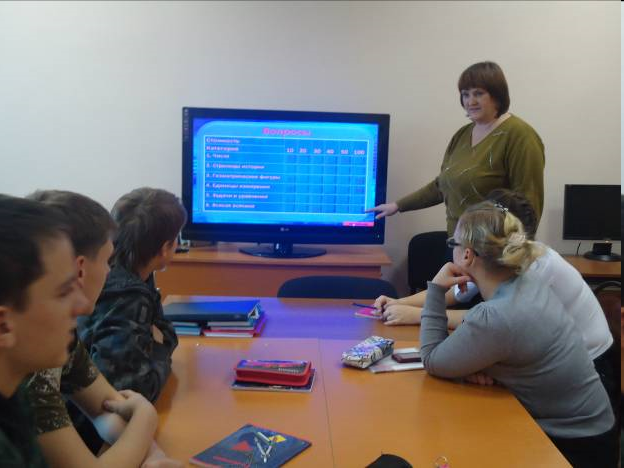 Вопросы
Стоимость
Категория 10 20 30 40 50 100
1. Числа
2. Страницы истории
3. Геометрические фигуры
4. Единицы измерения
5. Задачи и уравнения
6. Всякая всячина
LG